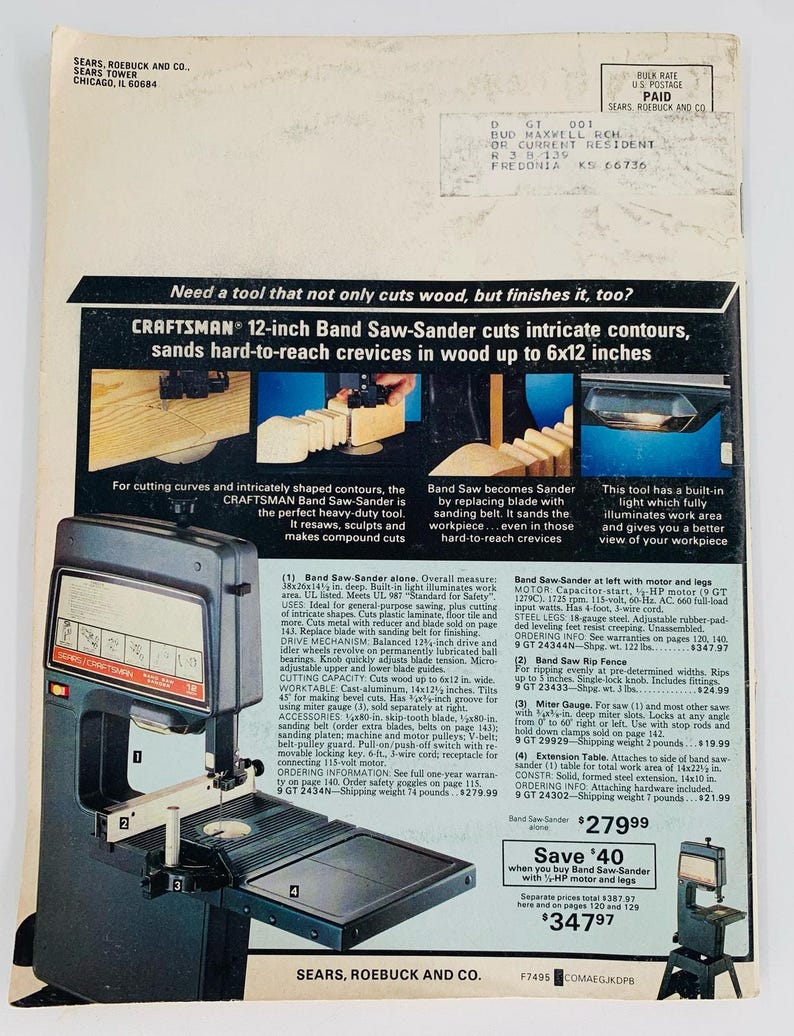 SEARS, ROEBUCK AND CO.,
SEARS TOWER
CHICAGO, IL 60684
BULK RATE
U.S. POSTAGE
PAID
SEARS, ROEBUCK AND CO
D GT 001
BUD MAXWELL RCH
OR CURRENT RESIDENT
R 3 B 139
FREDONIA KS 66736
Need a tool that not only cuts wood, but finishes it, too?
CRAFTSMAN® 12-inch Band Saw-Sander cuts intricate contours,
sands hard-to-reach crevices in wood up to 6x12 inches
For cutting curves and intricately shaped contours, the
CRAFTSMAN Band Saw-Sander is
the perfect heavy-duty tool.
It resaws, sculpts and
makes compound cuts
Band Saw becomes Sander
by replacing blade with
sanding belt. It sands the
workpiece...even in those
hard-to-reach crevices
This tool has a built-in
light which fully
illuminates work area
and gives you a better
view of your workpiece
SEARS/CRAFTSMAN
BAND SAW
SANDER
12
INCH
1
2
3
4
(1) Band Saw-Sander alone. Overall measure:
38x26x14½ in. deep. Built-in light illuminates work
area. UL listed. Meets UL 987 "Standard for Safety".
USES: Ideal for general-purpose sawing, plus cutting
of intricate shapes. Cuts plastic laminate, floor tile and
more. Cuts metal with reducer and blade sold on page
143. Replace blade with sanding belt for finishing.
DRIVE MECHANISM: Balanced 12¾-inch drive and
idler wheels revolve on permanently lubricated ball
bearings. Knob quickly adjusts blade tension. Micro-
adjustable upper and lower blade guides.
CUTTING CAPACITY: Cuts wood up to 6x12 in. wide.
WORKTABLE: Cast-aluminum, 14x12½ inches. Tilts
45° for making bevel cuts. Has ¾x⅜-inch groove for
using miter gauge (3), sold separately at right.
ACCESSORIES: ¼x80-in. skip-tooth blade, ½x80-in.
sanding belt (order extra blades, belts on page 143);
sanding platen; machine and motor pulleys; V-belt;
belt-pulley guard. Pull-on/push-off switch with re-
movable locking key. 6-ft., 3-wire cord; receptacle for
connecting 115-volt motor.
ORDERING INFORMATION: See full one-year warran-
ty on page 140. Order safety goggles on page 115.
9 GT 2434N—Shipping weight 74 pounds..$279.99
Band Saw-Sander at left with motor and legs
MOTOR: Capacitor-start, ½-HP motor (9 GT
1279C). 1725 rpm. 115-volt, 60-Hz. AC. 660 full-load
input watts. Has 4-foot, 3-wire cord.
STEEL LEGS: 18-gauge steel. Adjustable rubber-pad-
ded leveling feet resist creeping. Unassembled.
ORDERING INFO: See warranties on pages 120, 140.
9 GT 24344N—Shpg. wt. 122 lbs..........$347.97
(2) Band Saw Rip Fence
For ripping evenly at pre-determined widths. Rips
up to 5 inches. Single-lock knob. Includes fittings.
9 GT 23433—Shpg. wt. 3 lbs..............$24.99
(3) Miter Gauge. For saw (1) and most other saws
with ¾x⅜-in. deep miter slots. Locks at any angle
from 0° to 60° right or left. Use with stop rods and
hold down clamps sold on page 142.
9 GT 29929—Shipping weight 2 pounds...$19.99
(4) Extension Table. Attaches to side of band saw-
sander (1) table for total work area of 14x22½ in.
CONSTR: Solid, formed steel extension, 14x10 in.
ORDERING INFO: Attaching hardware included.
9 GT 24302—Shipping weight 7 pounds...$21.99
Band Saw-Sander
alone
$279⁹⁹
Save $40
when you buy Band Saw-Sander
with ½-HP motor and legs
Separate prices total $387.97
here and on pages 120 and 129
$347⁹⁷
SEARS, ROEBUCK AND CO.
F7495 COMAEGJKDPB